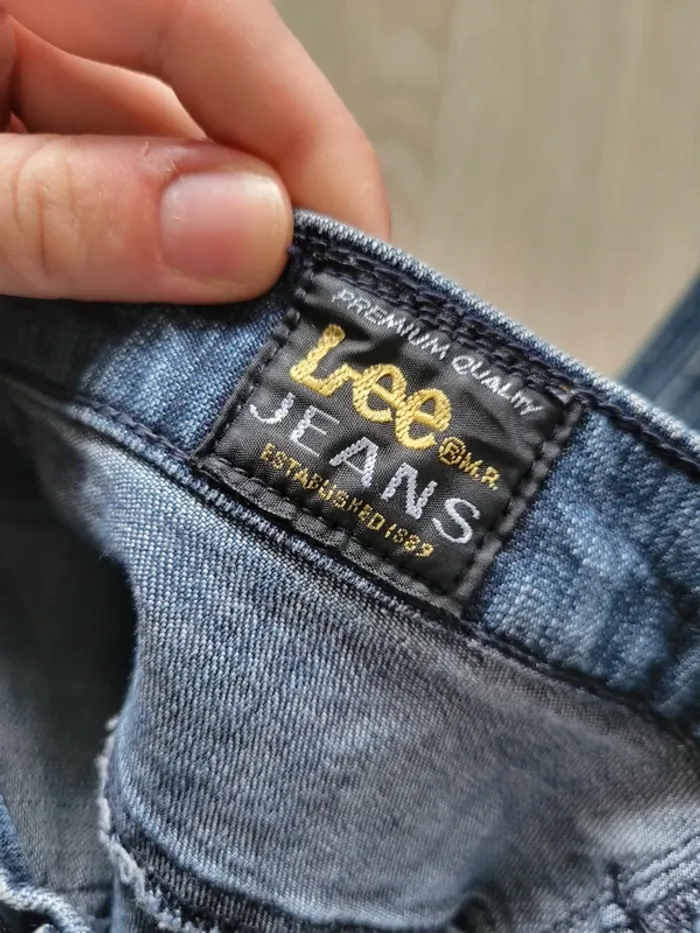 PREMIUM QUALITY
Lee ® M.R.
JEANS
ESTABLISHED 1889